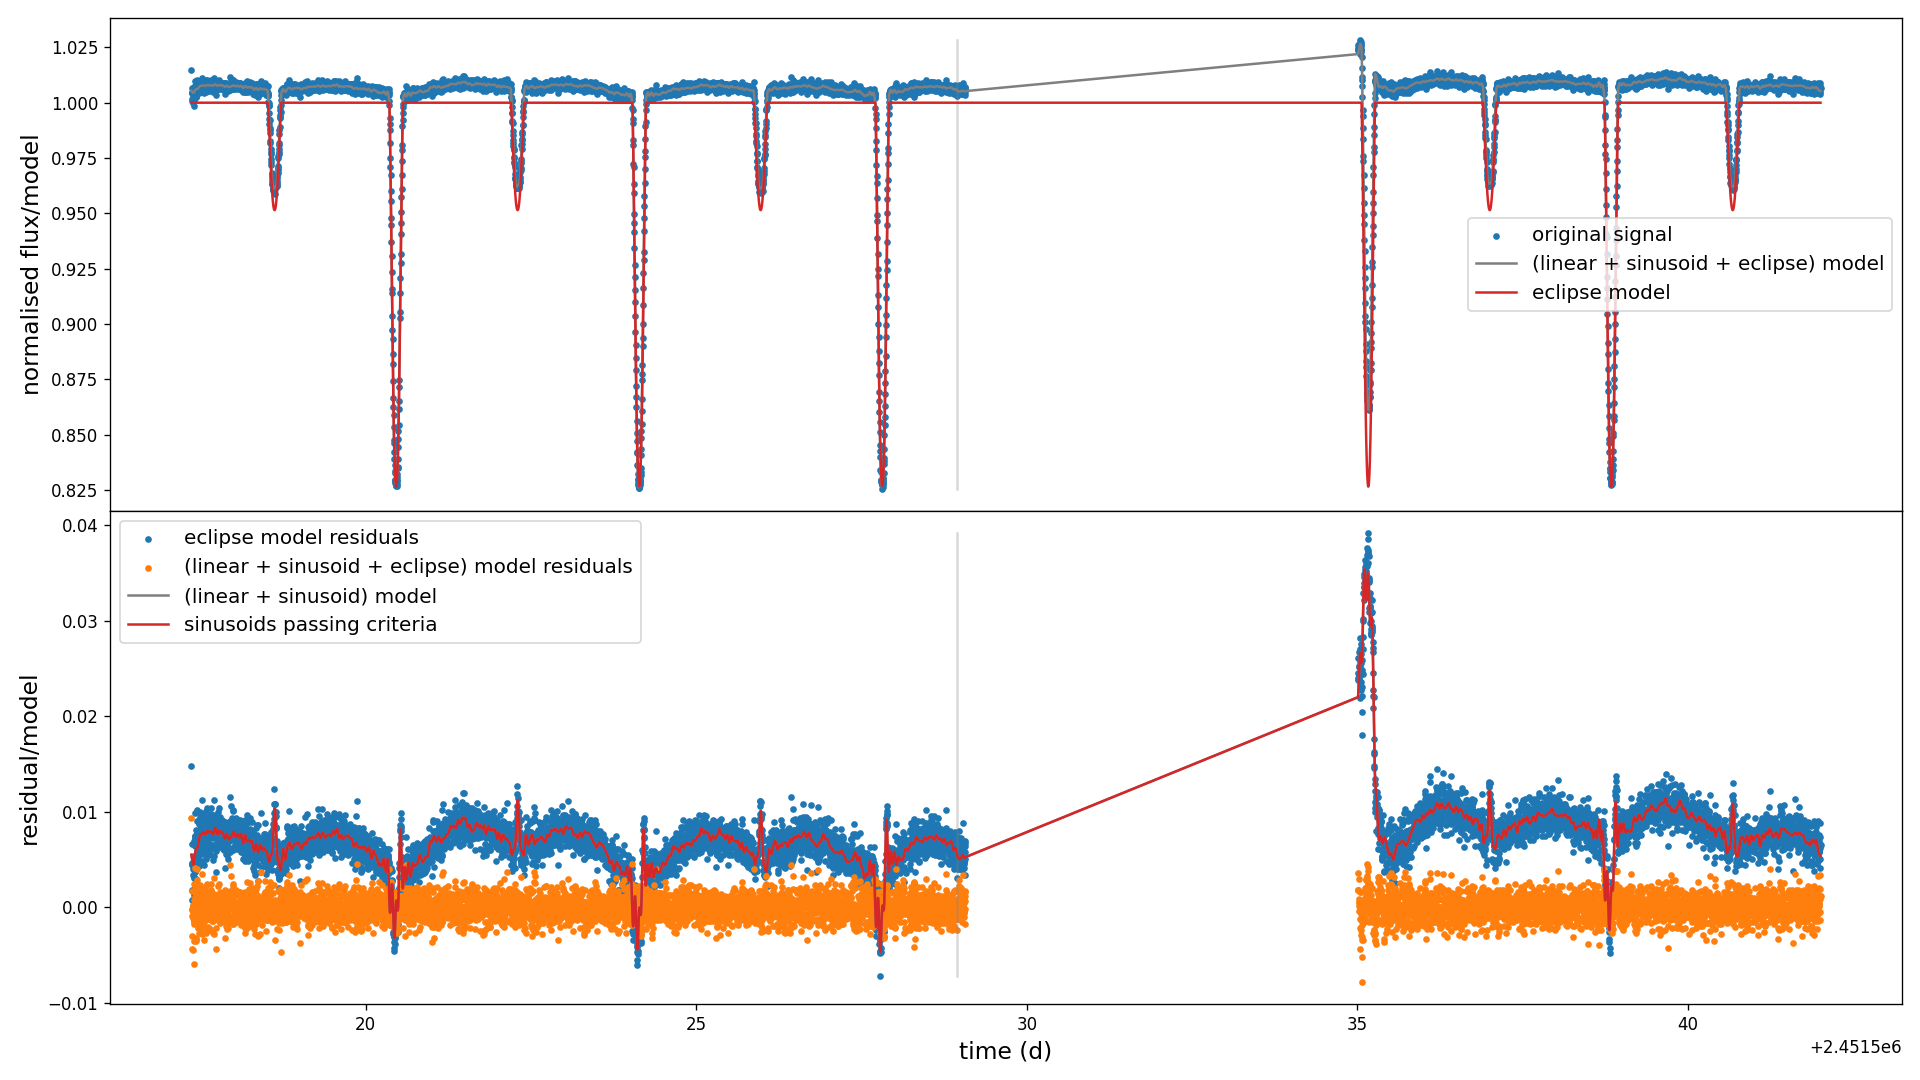 normalised flux/model
1.025
1.000
0.975
0.950
0.925
0.900
0.875
0.850
0.825
original signal
(linear + sinusoid + eclipse) model
eclipse model
residual/model
0.04
0.03
0.02
0.01
0.00
−0.01
eclipse model residuals
(linear + sinusoid + eclipse) model residuals
(linear + sinusoid) model
sinusoids passing criteria
20
25
30
35
40
time (d)
+2.4515e6